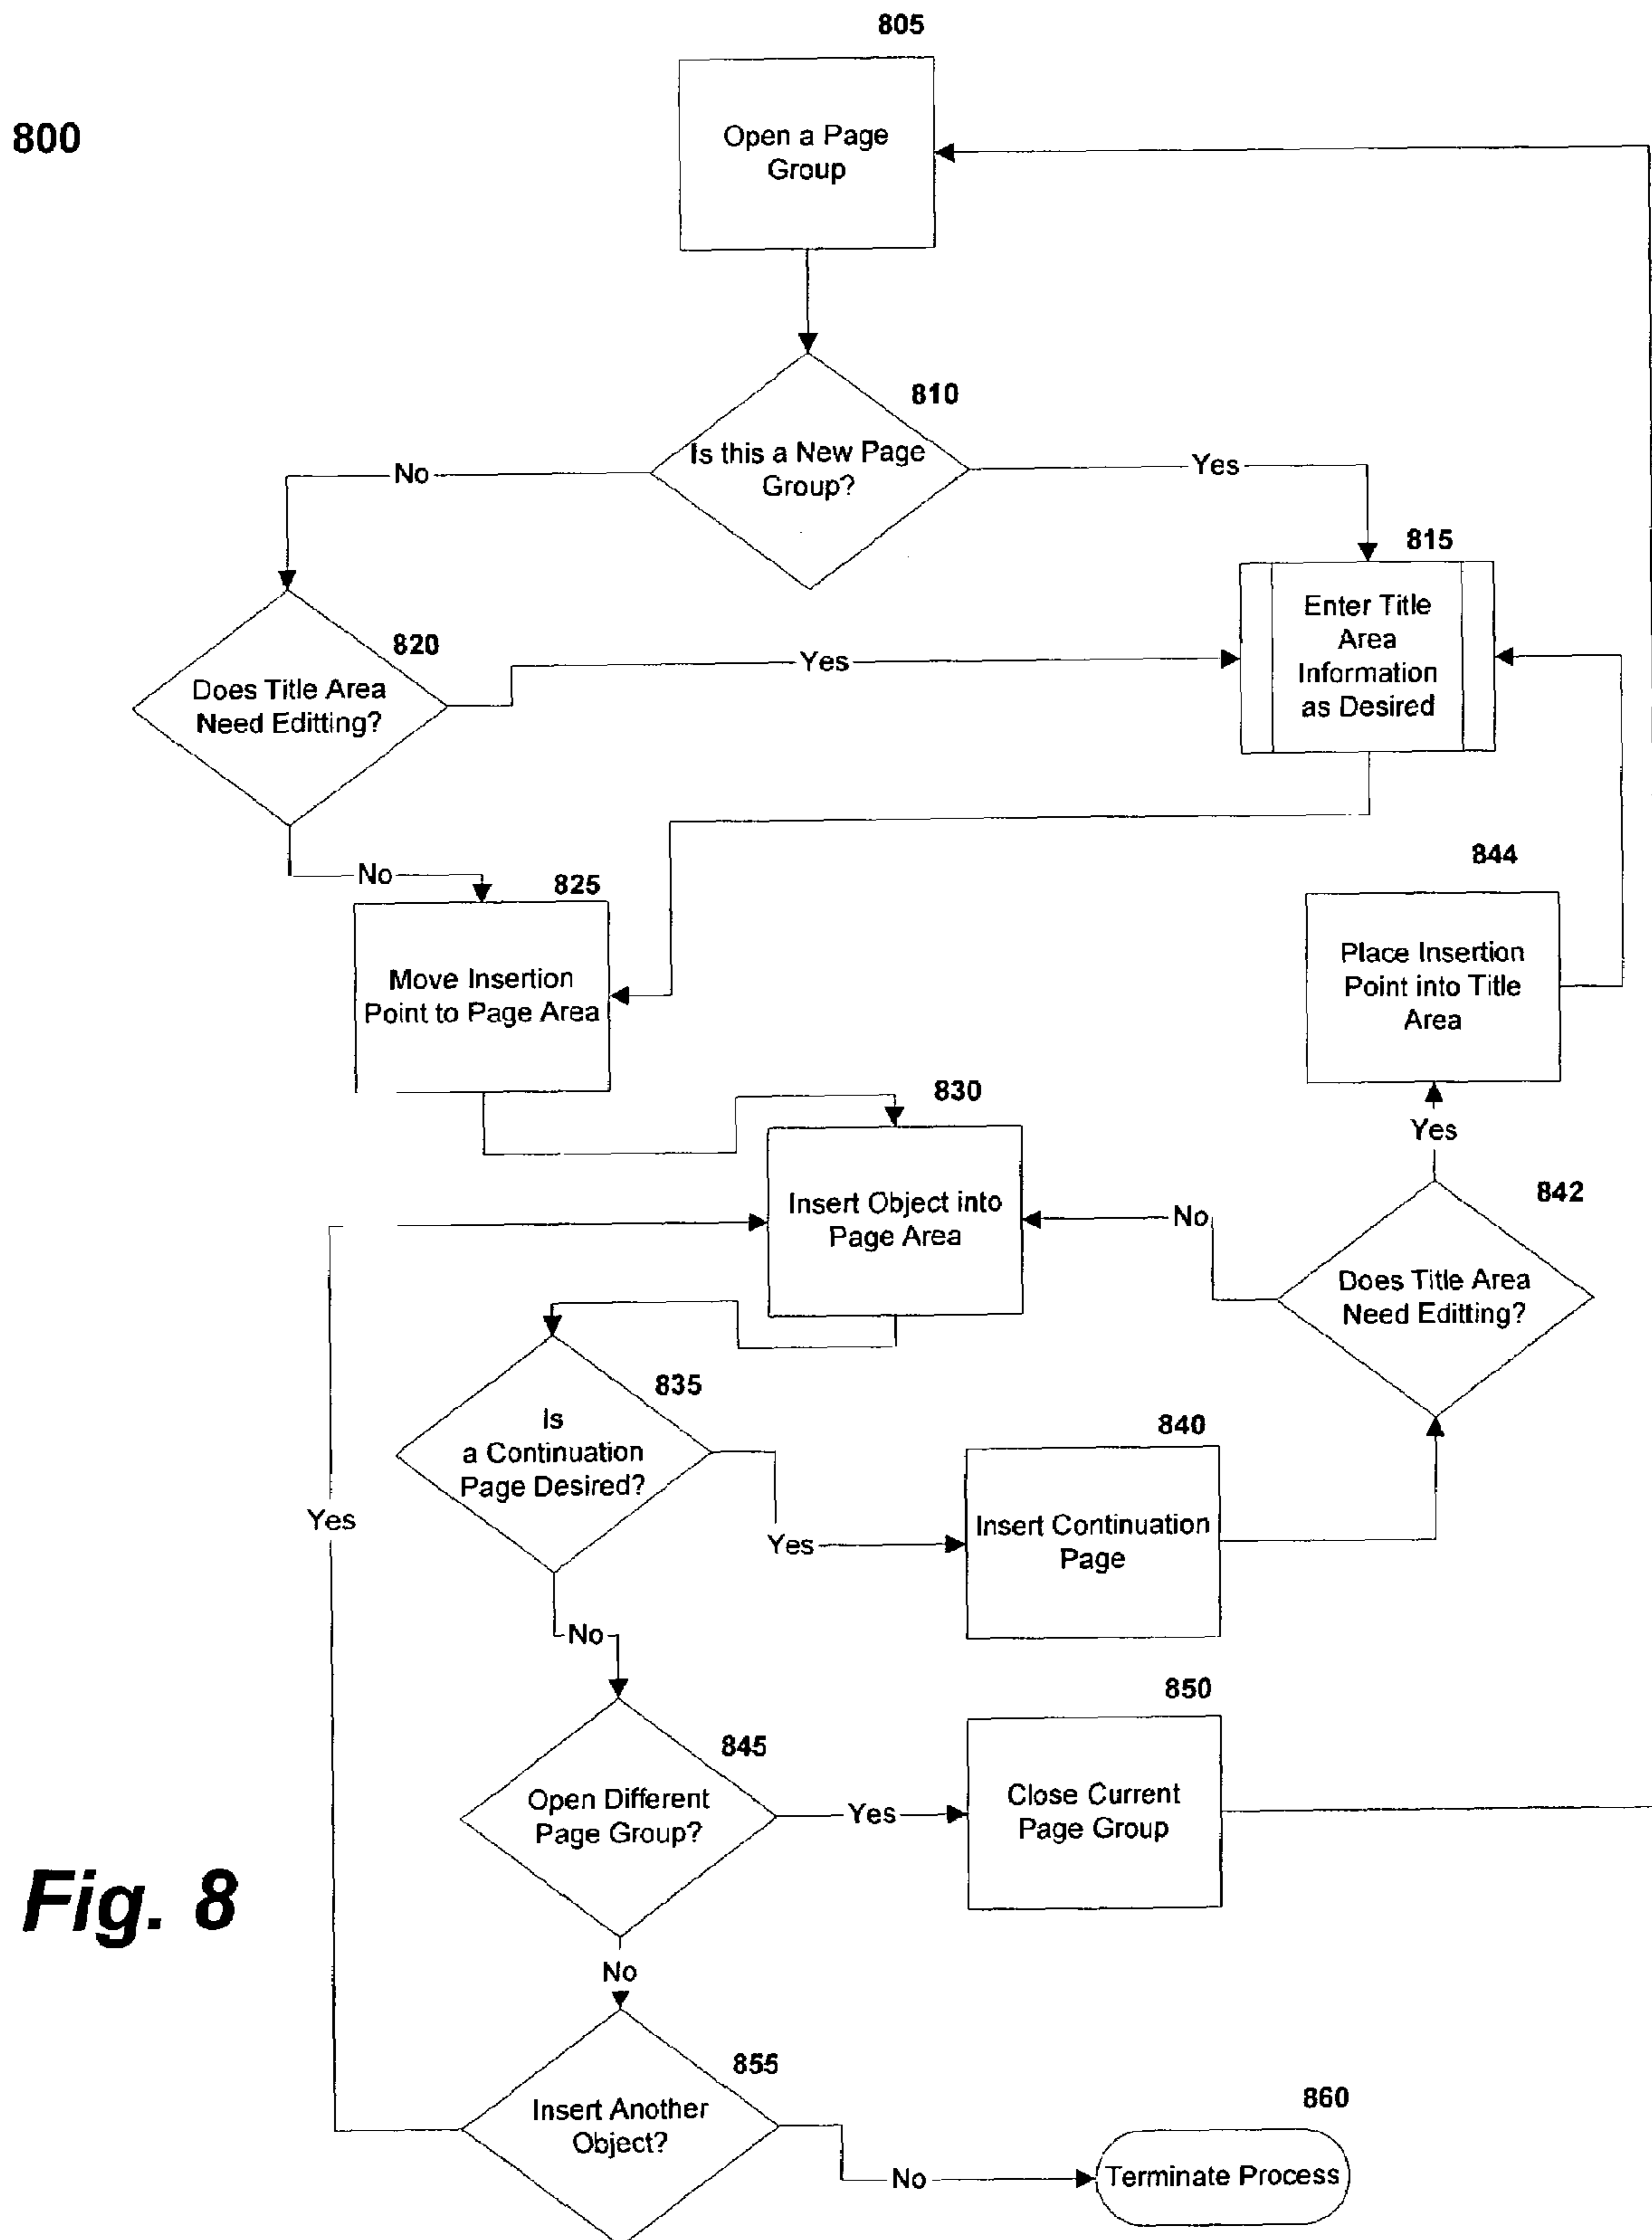 805
800
Open a Page
Group
810
Is this a New Page
Group?
No
Yes
815
Enter Title
Area
Information
as Desired
820
Does Title Area
Need Editting?
Yes
No
825
Move Insertion
Point to Page Area
844
Place Insertion
Point into Title
Area
830
Insert Object into
Page Area
Yes
842
Does Title Area
Need Editting?
No
835
Is
a Continuation
Page Desired?
Yes
840
Insert Continuation
Page
Yes
No
845
Open Different
Page Group?
Yes
850
Close Current
Page Group
Fig. 8
No
855
Insert Another
Object?
No
860
Terminate Process